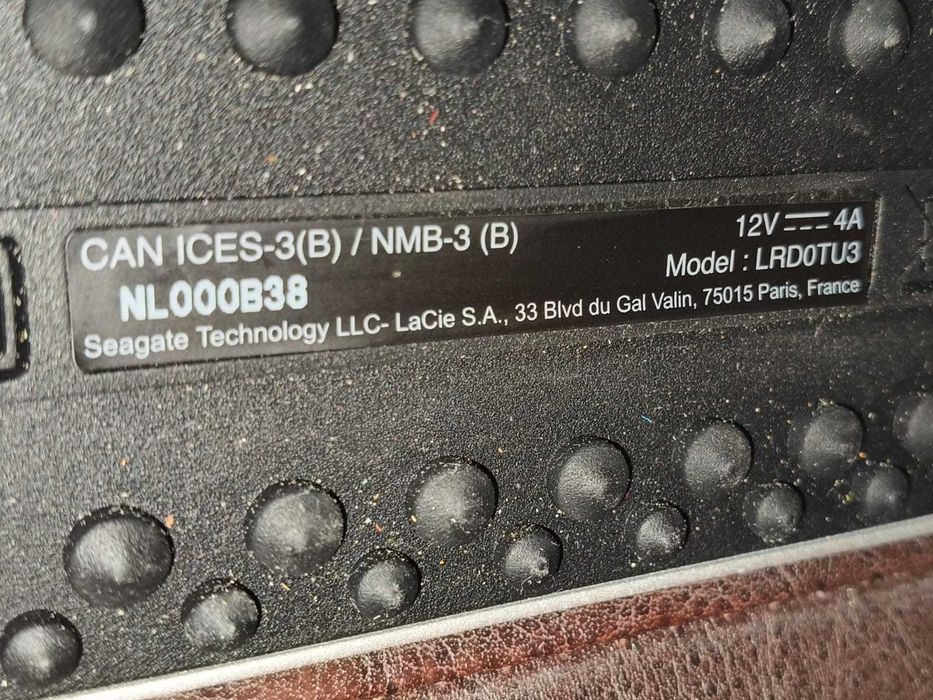 CAN ICES-3(B) / NMB-3 (B)
12V ⎓ 4A
NL000B38
Model : LRD0TU3
Seagate Technology LLC- LaCie S.A., 33 Blvd du Gal Valin, 75015 Paris, France